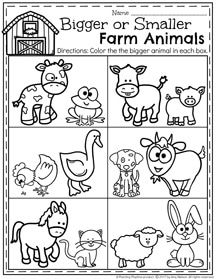 Name
Bigger or Smaller
Farm Animals
Directions: Color the the bigger animal in each box.